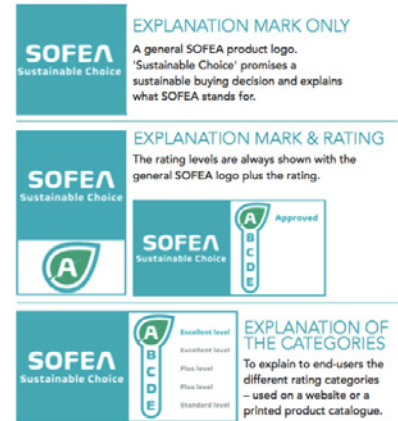 SOFEA
Sustainable Choice
EXPLANATION MARK ONLY
A general SOFEA product logo.
'Sustainable Choice' promises a
sustainable buying decision and explains
what SOFEA stands for.
SOFEA
Sustainable Choice
A
EXPLANATION MARK & RATING
The rating levels are always shown with the
general SOFEA logo plus the rating.
SOFEA
Sustainable Choice
A
Approved
B
C
D
E
SOFEA
Sustainable Choice
A
Excellent level
B
Excellent level
C
Plus level
D
Plus level
E
Standard level
EXPLANATION OF
THE CATEGORIES
To explain to end-users the
different rating categories
– used on a website or a
printed product catalogue.